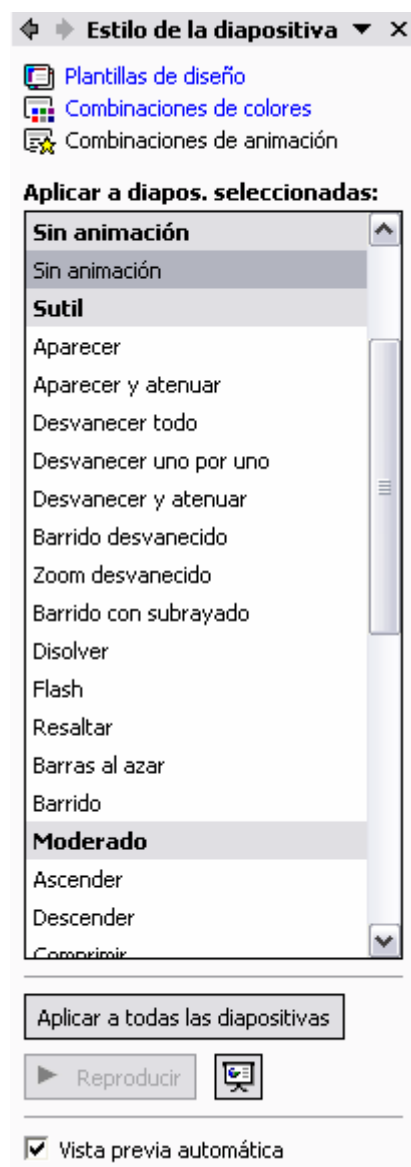 Estilo de la diapositiva
Plantillas de diseño
Combinaciones de colores
Combinaciones de animación
Aplicar a diapos. seleccionadas:
Sin animación
Sin animación
Sutil
Aparecer
Aparecer y atenuar
Desvanecer todo
Desvanecer uno por uno
Desvanecer y atenuar
Barrido desvanecido
Zoom desvanecido
Barrido con subrayado
Disolver
Flash
Resaltar
Barras al azar
Barrido
Moderado
Ascender
Descender
Comprimir
Aplicar a todas las diapositivas
Reproducir
Vista previa automática